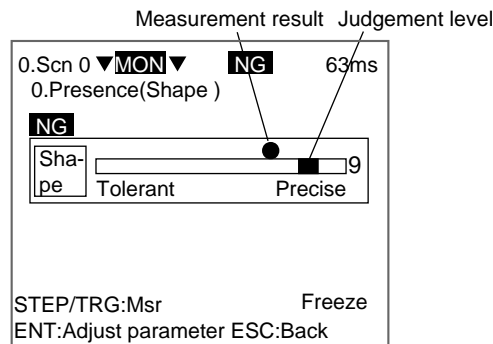 Measurement result Judgement level
0.Scn 0 ▼MON▼ NG 63ms
0.Presence(Shape )
NG
Sha-
pe
9
Tolerant Precise
STEP/TRG:Msr Freeze
ENT:Adjust parameter ESC:Back